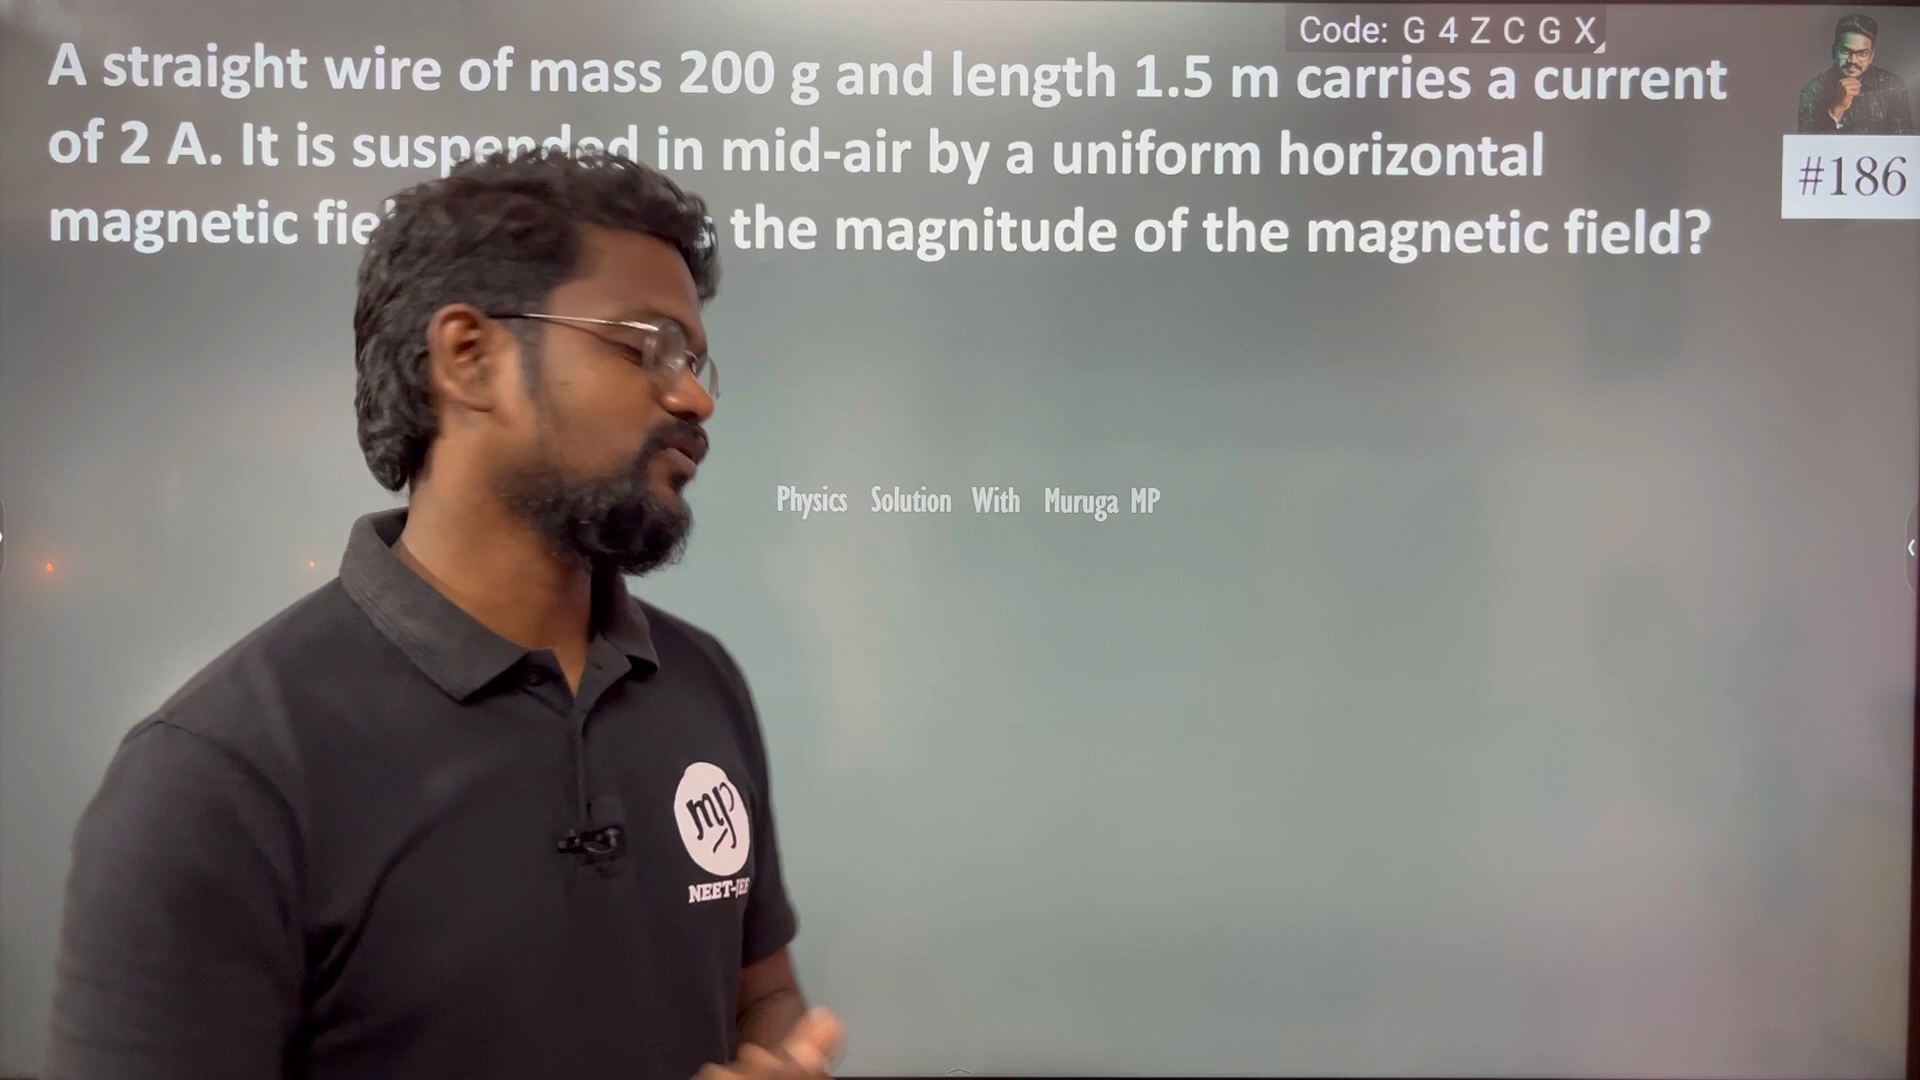 Code: G 4 Z C G X
A straight wire of mass 200 g and length 1.5 m carries a current
of 2 A. It is suspended in mid-air by a uniform horizontal
magnetic the magnitude of the magnetic field?
#186
Physics Solution With Muruga MP
mp
NEET-JEE